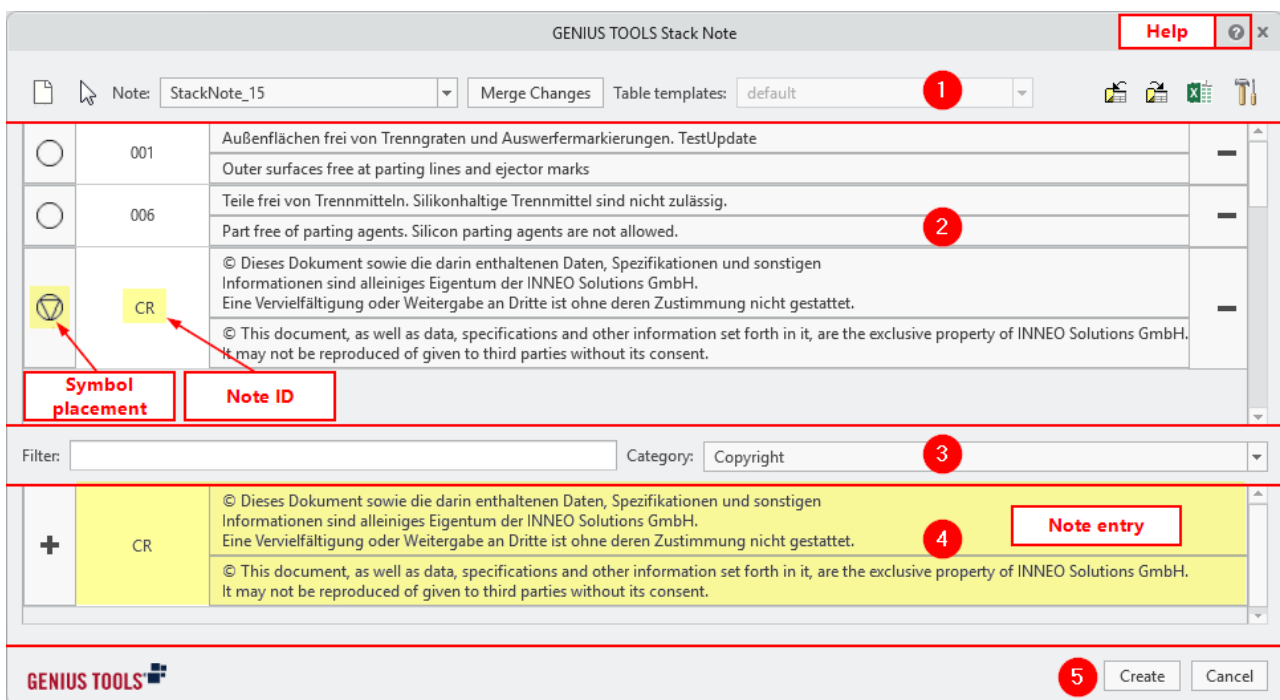 GENIUS TOOLS Stack Note
Help
Note: StackNote_15 Merge Changes Table templates: default 1
001
Außenflächen frei von Trenngraten und Auswerfermarkierungen. TestUpdate
Outer surfaces free at parting lines and ejector marks
006
Teile frei von Trennmitteln. Silikonhaltige Trennmittel sind nicht zulässig.
Part free of parting agents. Silicon parting agents are not allowed.
2
CR
© Dieses Dokument sowie die darin enthaltenen Daten, Spezifikationen und sonstigen
Informationen sind alleiniges Eigentum der INNEO Solutions GmbH.
Eine Vervielfältigung oder Weitergabe an Dritte ist ohne deren Zustimmung nicht gestattet.
© This document, as well as data, specifications and other information set forth in it, are the exclusive property of INNEO Solutions GmbH.
It may not be reproduced of given to third parties without its consent.
Symbol
placement
Note ID
Filter: Category: Copyright 3
CR
© Dieses Dokument sowie die darin enthaltenen Daten, Spezifikationen und sonstigen
Informationen sind alleiniges Eigentum der INNEO Solutions GmbH.
Eine Vervielfältigung oder Weitergabe an Dritte ist ohne deren Zustimmung nicht gestattet.
4
Note entry
© This document, as well as data, specifications and other information set forth in it, are the exclusive property of INNEO Solutions GmbH.
It may not be reproduced of given to third parties without its consent.
GENIUS TOOLS
5 Create Cancel